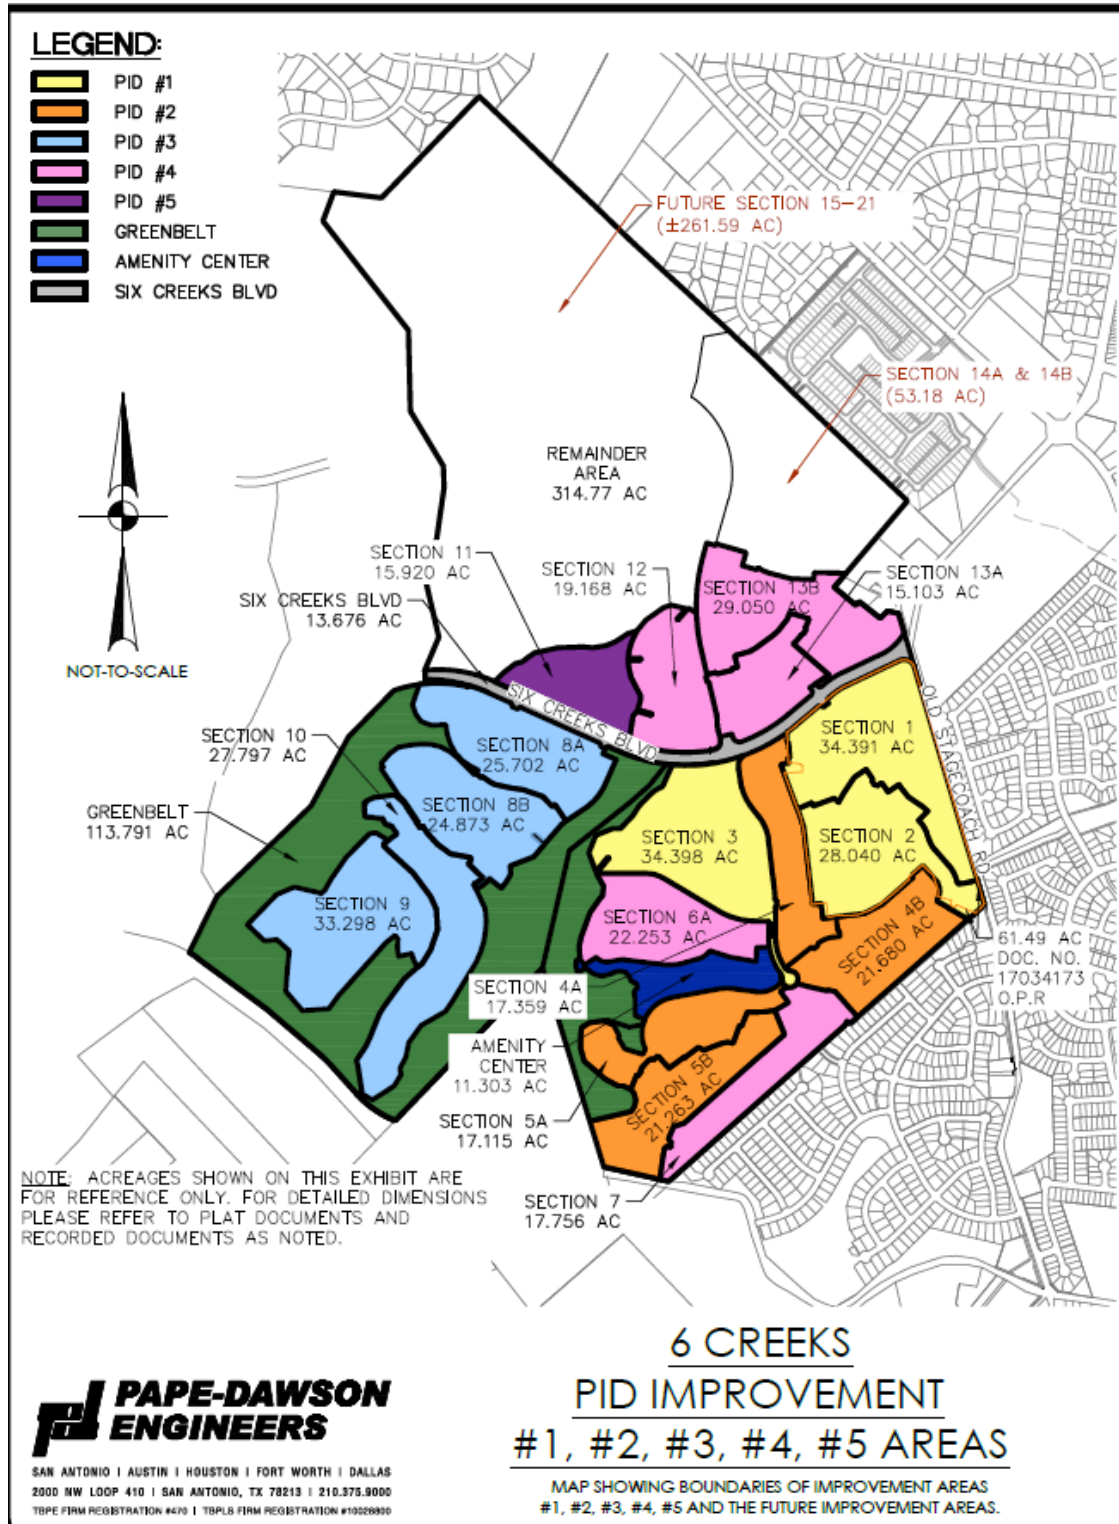 LEGEND:
PID #1
PID #2
PID #3
PID #4
PID #5
GREENBELT
AMENITY CENTER
SIX CREEKS BLVD
FUTURE SECTION 15-21
(±261.59 AC)
SECTION 14A & 14B
(53.18 AC)
REMAINDER
AREA
314.77 AC
NOT-TO-SCALE
SECTION 11
15.920 AC
SECTION 12
19.168 AC
SECTION 13B
29.050 AC
SECTION 13A
15.103 AC
SIX CREEKS BLVD
13.676 AC
SIX CREEKS BLVD
OLD STAGECOACH RD
SECTION 1
34.391 AC
SECTION 10
27.797 AC
SECTION 8A
25.702 AC
GREENBELT
113.791 AC
SECTION 8B
24.873 AC
SECTION 3
34.398 AC
SECTION 2
28.040 AC
SECTION 9
33.298 AC
SECTION 6A
22.253 AC
SECTION 4B
21.680 AC
61.49 AC
DOC. NO.
17034173
O.P.R
SECTION 4A
17.359 AC
AMENITY
CENTER
11.303 AC
SECTION 5B
21.263 AC
SECTION 5A
17.115 AC
SECTION 7
17.756 AC
NOTE: ACREAGES SHOWN ON THIS EXHIBIT ARE
FOR REFERENCE ONLY. FOR DETAILED DIMENSIONS
PLEASE REFER TO PLAT DOCUMENTS AND
RECORDED DOCUMENTS AS NOTED.
6 CREEKS
PID IMPROVEMENT
#1, #2, #3, #4, #5 AREAS
MAP SHOWING BOUNDARIES OF IMPROVEMENT AREAS
#1, #2, #3, #4, #5 AND THE FUTURE IMPROVEMENT AREAS.
PAPE-DAWSON
ENGINEERS
SAN ANTONIO I AUSTIN I HOUSTON I FORT WORTH I DALLAS
2000 NW LOOP 410 I SAN ANTONIO, TX 78213 I 210.375.9000
TBPE FIRM REGISTRATION #470 | TBPLS FIRM REGISTRATION #10028800